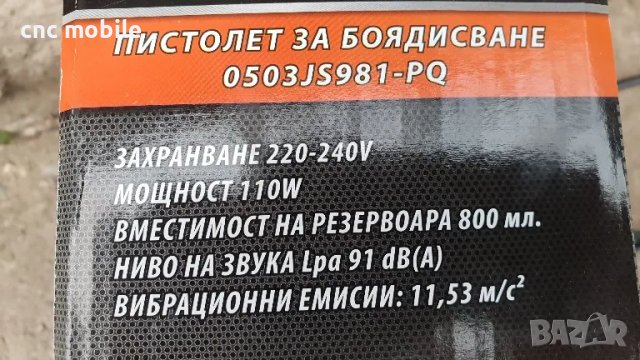 cnc mobile
ПИСТОЛЕТ ЗА БОЯДИСВАНЕ
0503JS981-PQ
ЗАХРАНВАНЕ 220-240V
МОЩНОСТ 110W
ВМЕСТИМОСТ НА РЕЗЕРВОАРА 800 мл.
НИВО НА ЗВУКА Lpa 91 dB(A)
ВИБРАЦИОННИ ЕМИСИИ: 11,53 м/с²
BAZAR